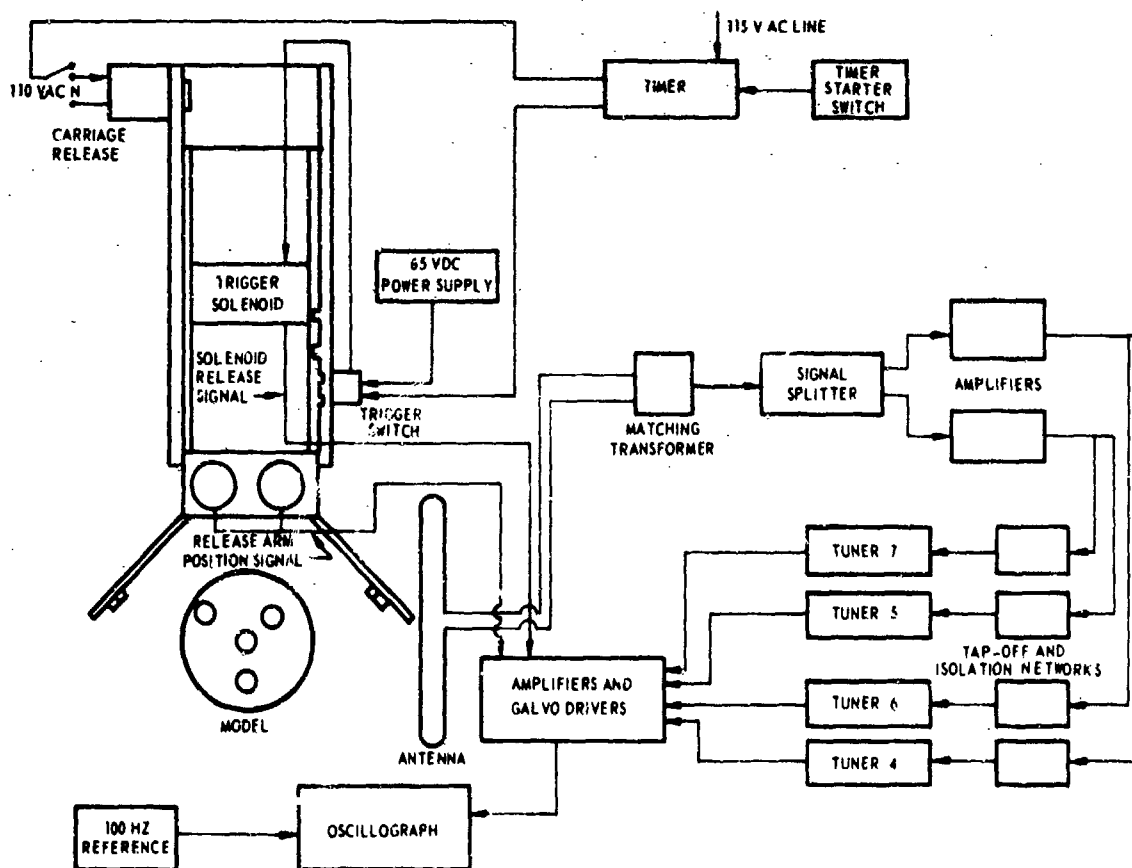 115 V AC LINE
TIMER
TIMER
STARTER
SWITCH
110 VAC N
CARRIAGE
RELEASE
65 VDC
POWER SUPPLY
TRIGGER
SOLENOID
SOLENOID
RELEASE
SIGNAL
TRIGGER
SWITCH
MATCHING
TRANSFORMER
SIGNAL
SPLITTER
AMPLIFIERS
RELEASE ARM
POSITION SIGNAL
TUNER 7
TUNER 5
TAP-OFF AND
ISOLATION NETWORKS
TUNER 6
TUNER 4
AMPLIFIERS AND
GALVO DRIVERS
MODEL
ANTENNA
100 HZ
REFERENCE
OSCILLOGRAPH